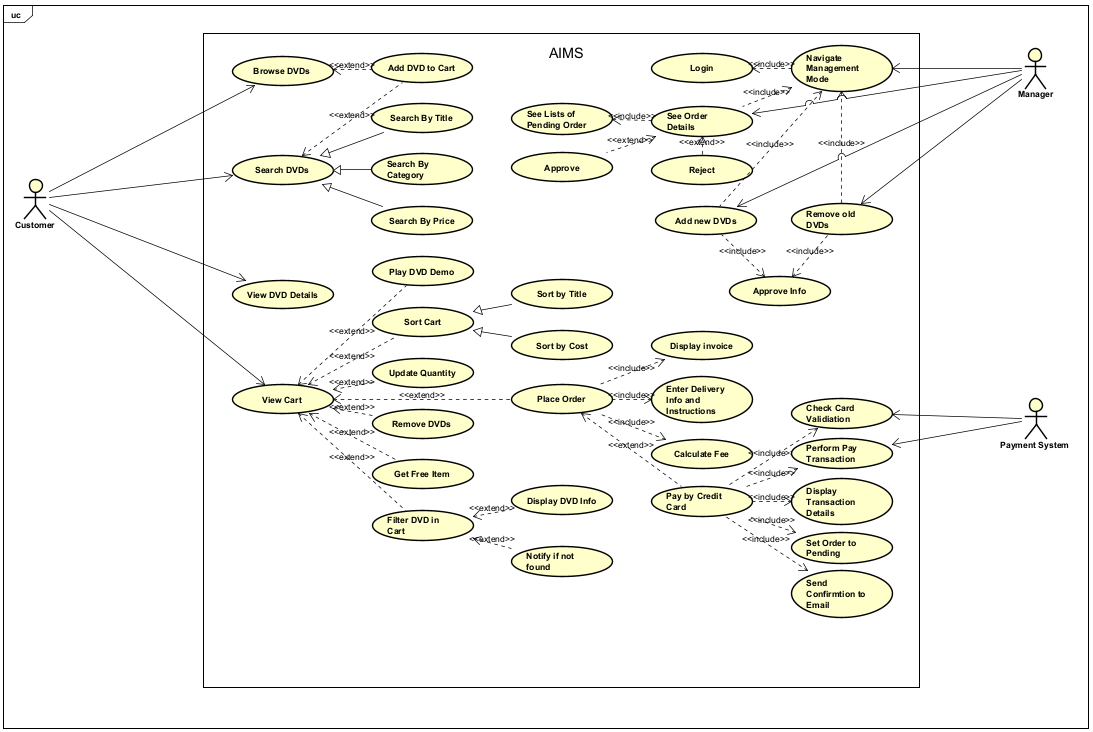 uc
AIMS
Customer
Manager
Payment System
Browse DVDs
<<extend>>
Add DVD to Cart
<<extend>>
Search By Title
Search DVDs
Search By
Category
Search By Price
View DVD Details
Play DVD Demo
<<extend>>
Sort Cart
Sort by Title
Sort by Cost
<<extend>>
Update Quantity
<<extend>>
View Cart
<<extend>>
Place Order
<<extend>>
Remove DVDs
<<extend>>
Get Free Item
<<extend>>
Filter DVD in
Cart
<<extend>>
Display DVD Info
<<extend>>
Notify if not
found
Login
<<include>>
Navigate
Management
Mode
<<include>>
See Lists of
Pending Order
<<include>>
See Order
Details
<<extend>>
Approve
<<extend>>
Reject
<<include>>
<<include>>
Add new DVDs
Remove old
DVDs
<<include>>
<<include>>
Approve Info
Display invoice
<<include>>
<<include>>
Enter Delivery
Info and
Instructions
<<include>>
Calculate Fee
<<extend>>
Pay by Credit
Card
<<include>>
Check Card
Validiation
<<include>>
Perform Pay
Transaction
<<include>>
Display
Transaction
Details
<<include>>
Set Order to
Pending
<<include>>
Send
Confirmtion to
Email